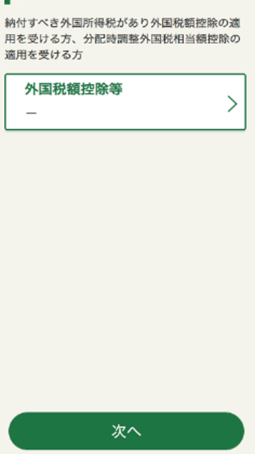 納付すべき外国所得税があり外国税額控除の適
用を受ける方、分配時調整外国税相当額控除の
適用を受ける方
外国税額控除等
ー
次へ